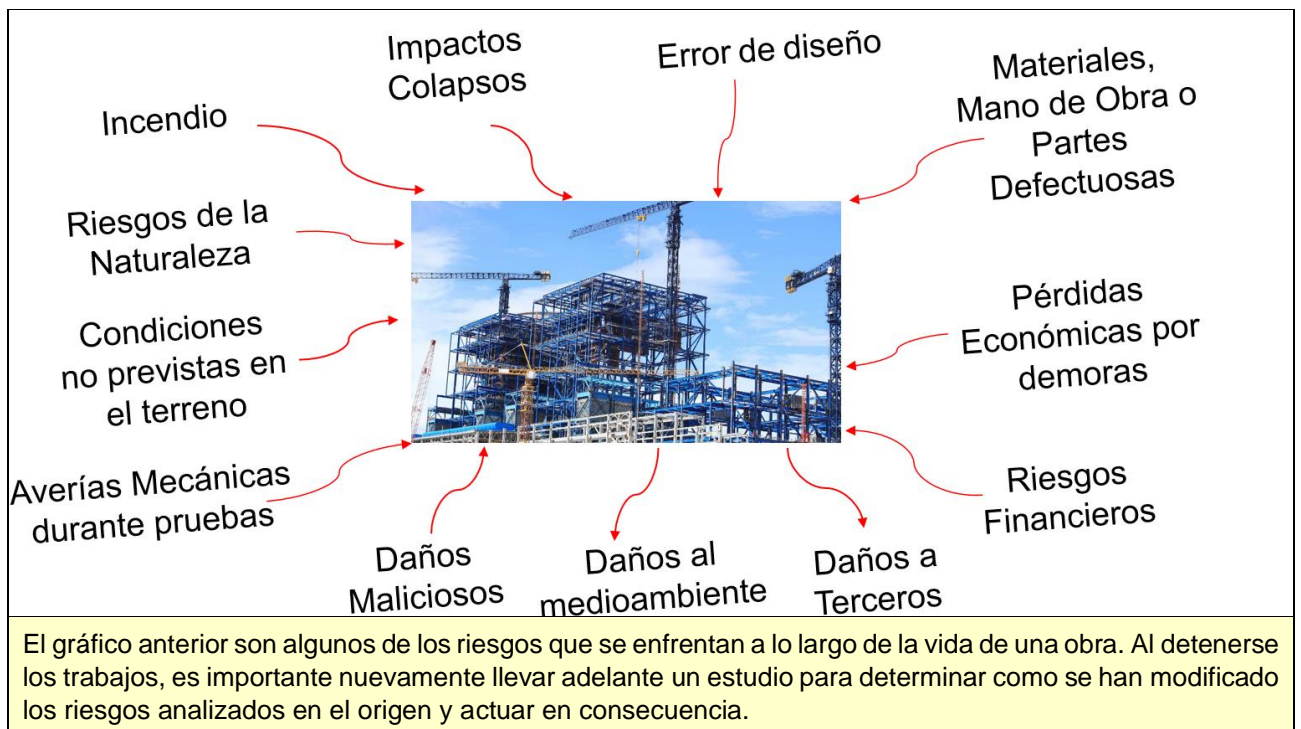 Impactos
Colapsos
Error de diseño
Materiales,
Mano de Obra o
Partes
Defectuosas
Incendio
Riesgos de la
Naturaleza
Condiciones
no previstas en
el terreno
Pérdidas
Económicas por
demoras
Averías Mecánicas
durante pruebas
Riesgos
Financieros
Daños
Maliciosos
Daños al
medioambiente
Daños a
Terceros
El gráfico anterior son algunos de los riesgos que se enfrentan a lo largo de la vida de una obra. Al detenerse
los trabajos, es importante nuevamente llevar adelante un estudio para determinar como se han modificado
los riesgos analizados en el origen y actuar en consecuencia.